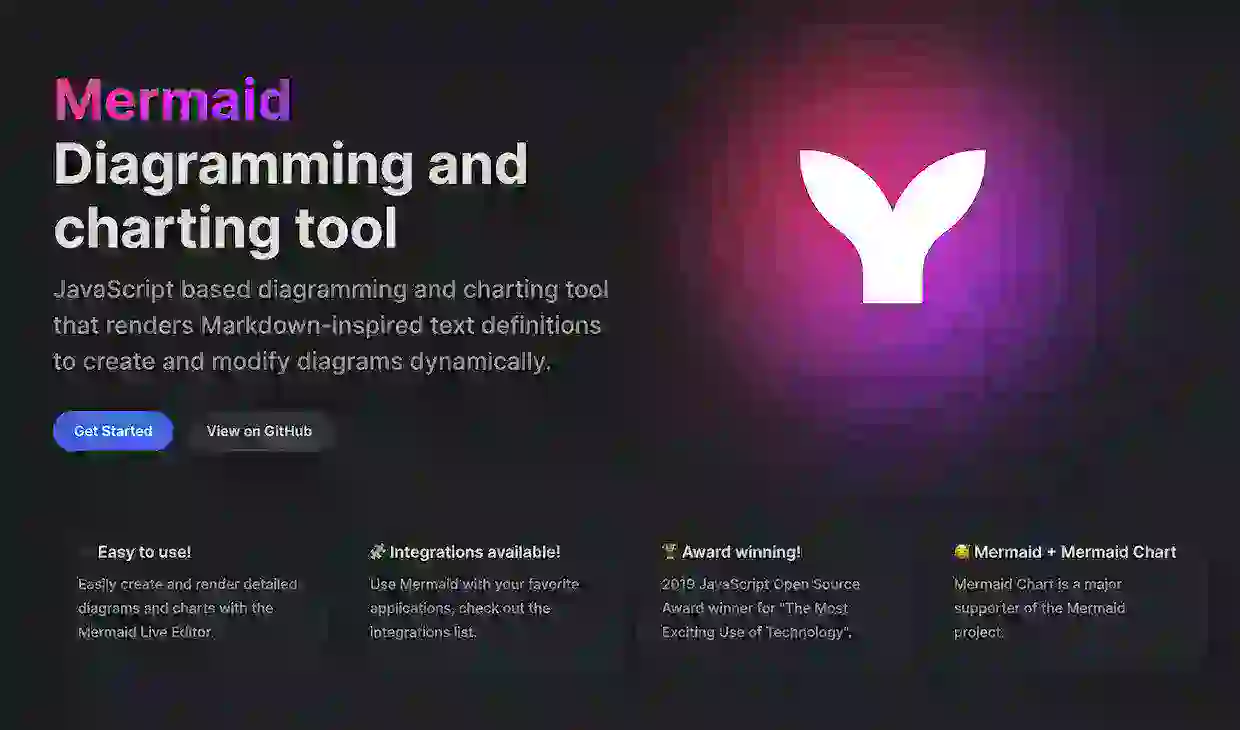 Mermaid
Diagramming and
charting tool
JavaScript based diagramming and charting tool
that renders Markdown-inspired text definitions
to create and modify diagrams dynamically.
Get Started
View on GitHub
Easy to use!
Easily create and render detailed
diagrams and charts with the
Mermaid Live Editor.
Integrations available!
Use Mermaid with your favorite
applications, check out the
integrations list.
Award winning!
2019 JavaScript Open Source
Award winner for "The Most
Exciting Use of Technology".
Mermaid + Mermaid Chart
Mermaid Chart is a major
supporter of the Mermaid
project.